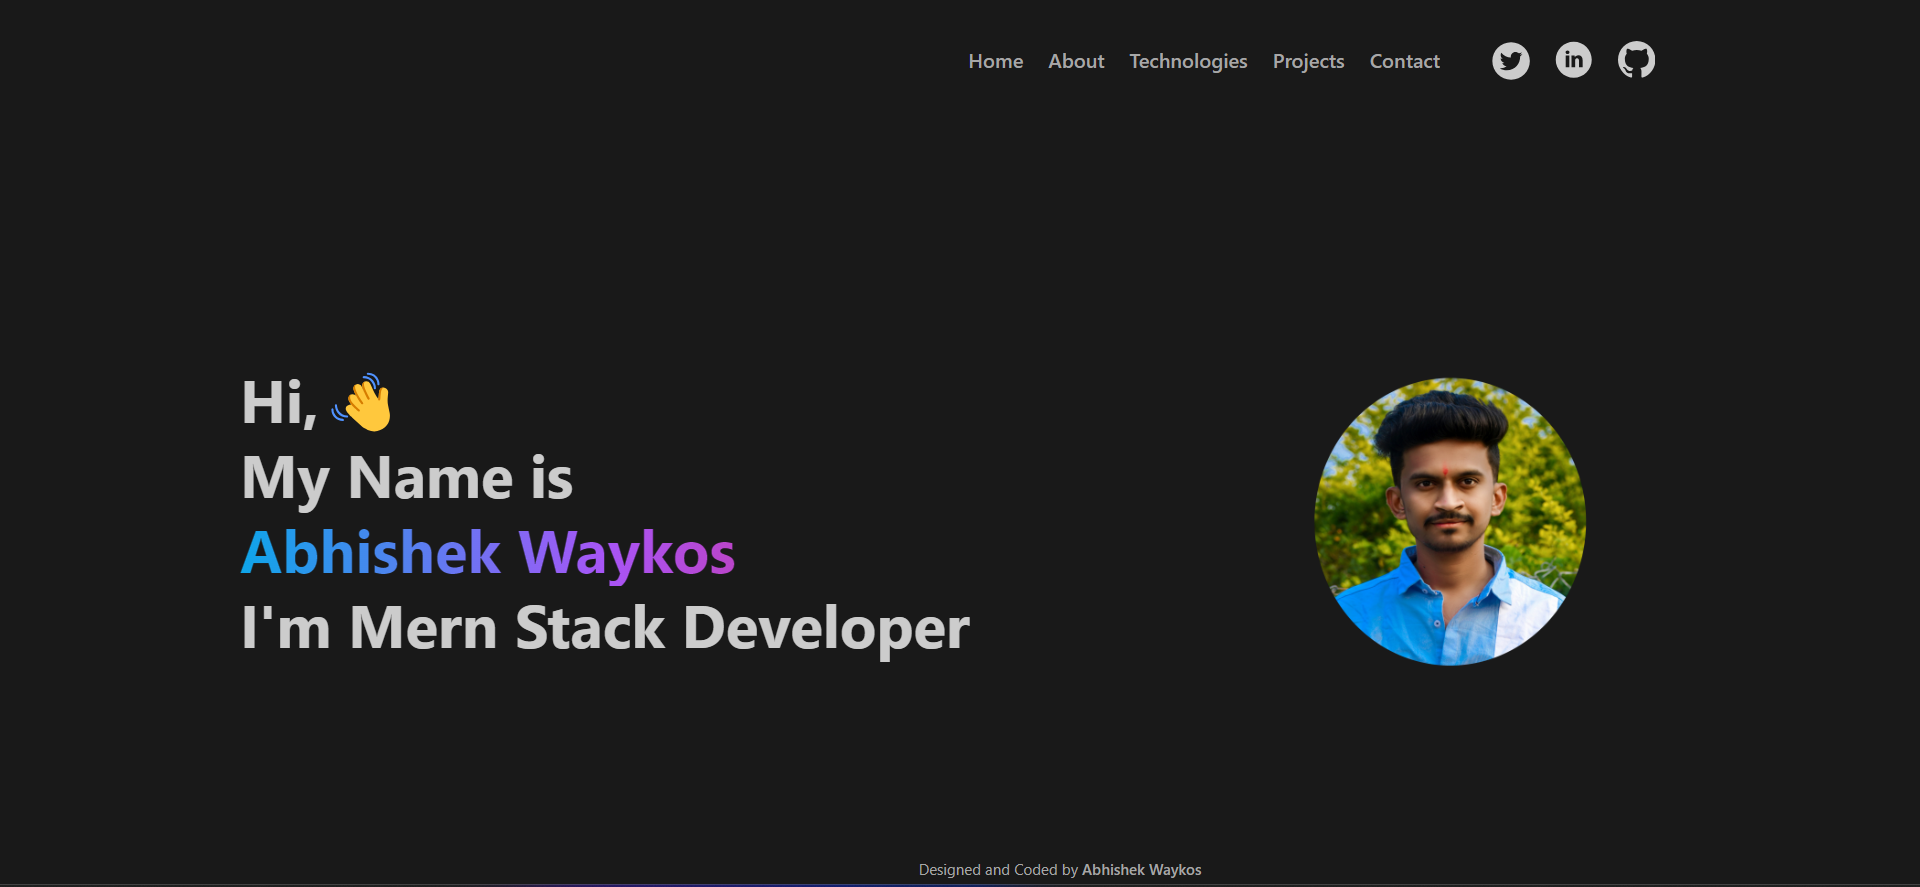 Home About Technologies Projects Contact in
Hi, 👋
My Name is
Abhishek Waykos
I'm Mern Stack Developer
Designed and Coded by Abhishek Waykos